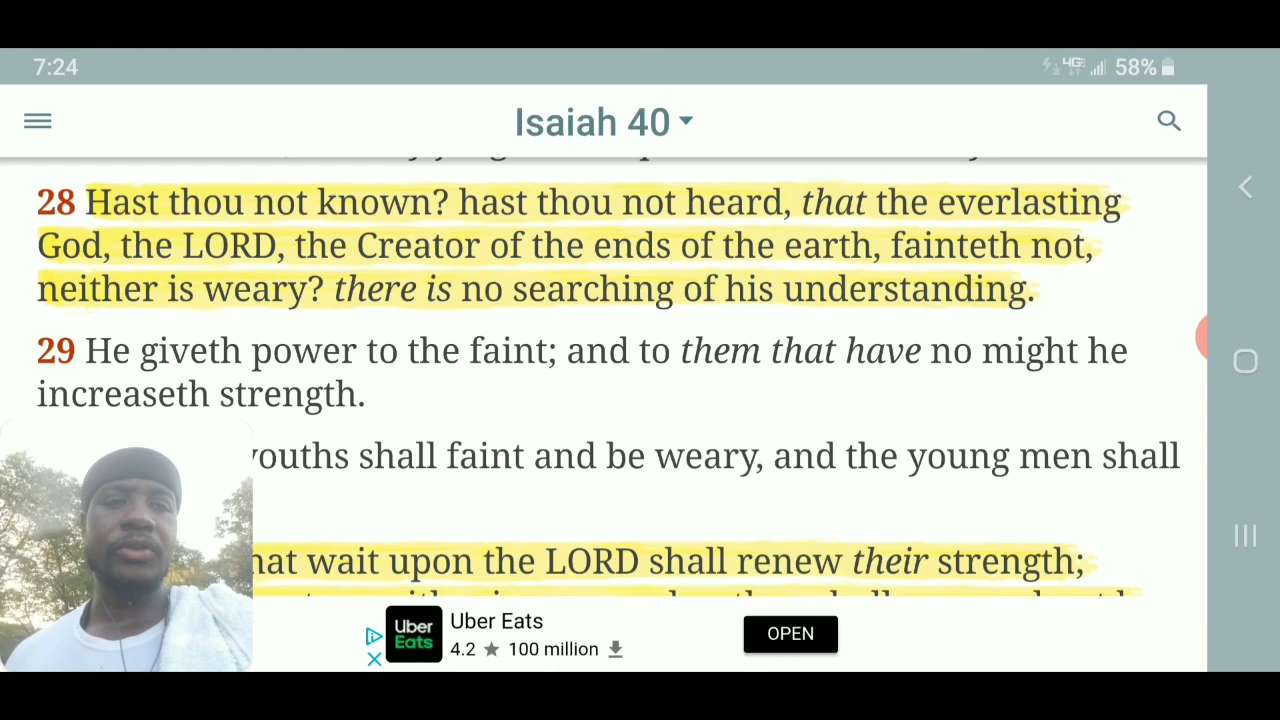 7:24
4G 58%
Isaiah 40
28 Hast thou not known? hast thou not heard, that the everlasting
God, the LORD, the Creator of the ends of the earth, fainteth not,
neither is weary? there is no searching of his understanding.
29 He giveth power to the faint; and to them that have no might he
increaseth strength.
youths shall faint and be weary, and the young men shall
hat wait upon the LORD shall renew their strength;
Uber Eats
Uber Eats
4.2 ★ 100 million
OPEN